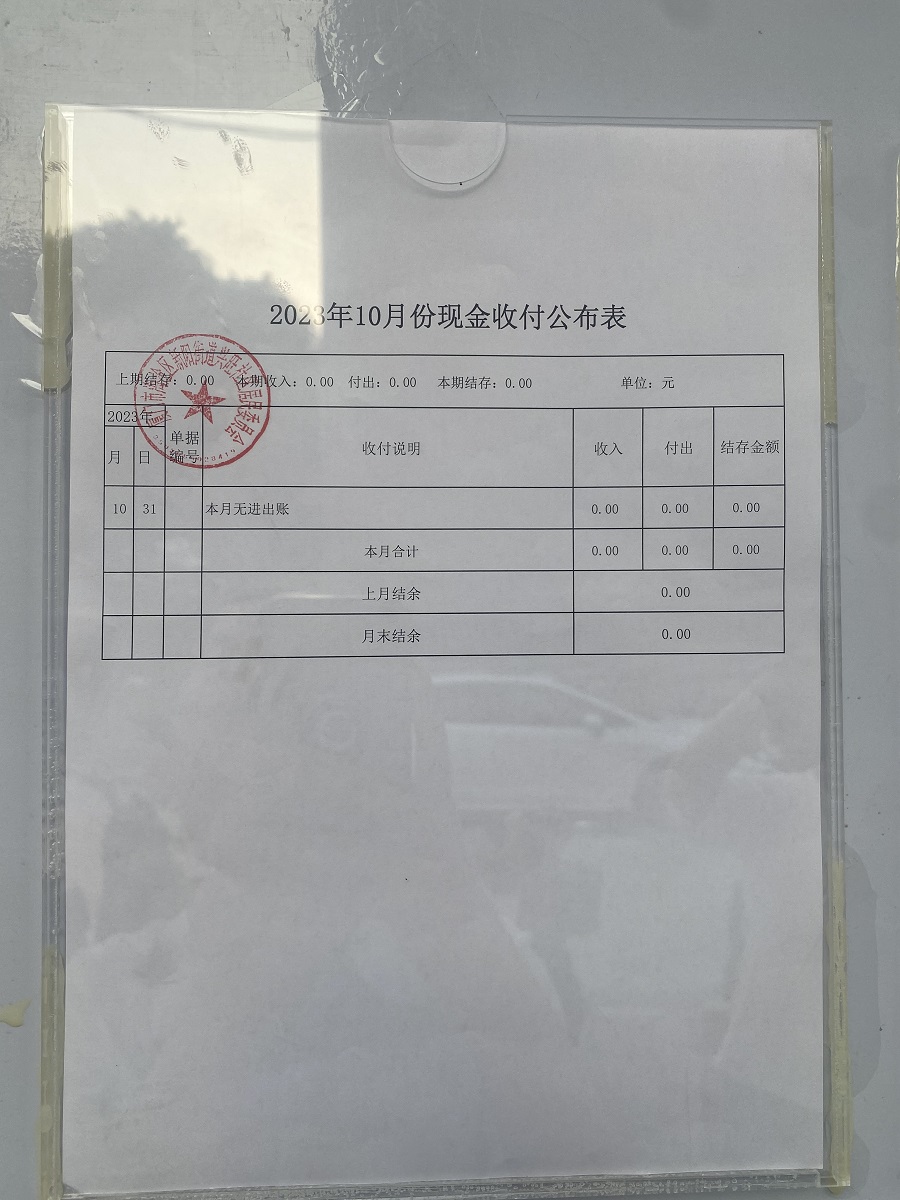 2023年10月份现金收付公布表
上期结存：0.00 本期收入：0.00 付出：0.00 本期结存：0.00 单位：元
2023年
月 日 单据编号 收付说明 收入 付出 结存金额
10 31 本月无进出账 0.00 0.00 0.00
本月合计 0.00 0.00 0.00
上月结余 0.00
月末结余 0.00